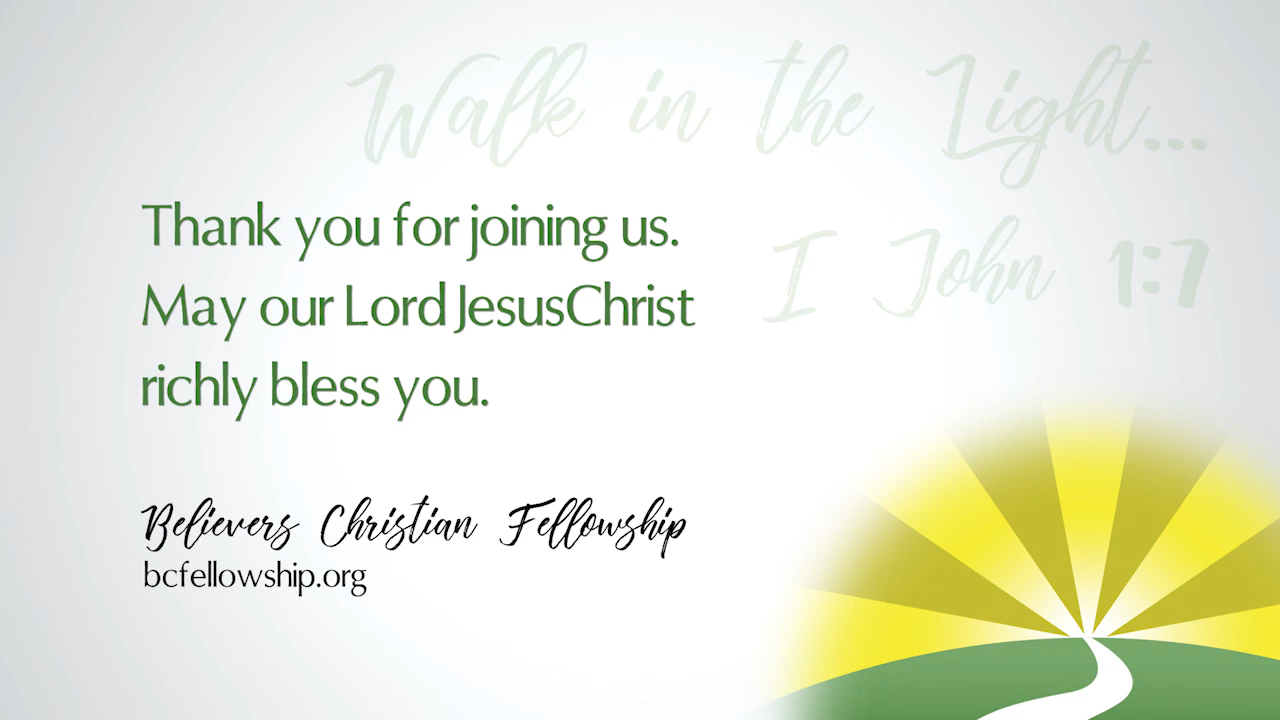 Walk in the Light...
I John 1:7
Thank you for joining us.
May our Lord JesusChrist
richly bless you.
Believers Christian Fellowship
bcfellowship.org